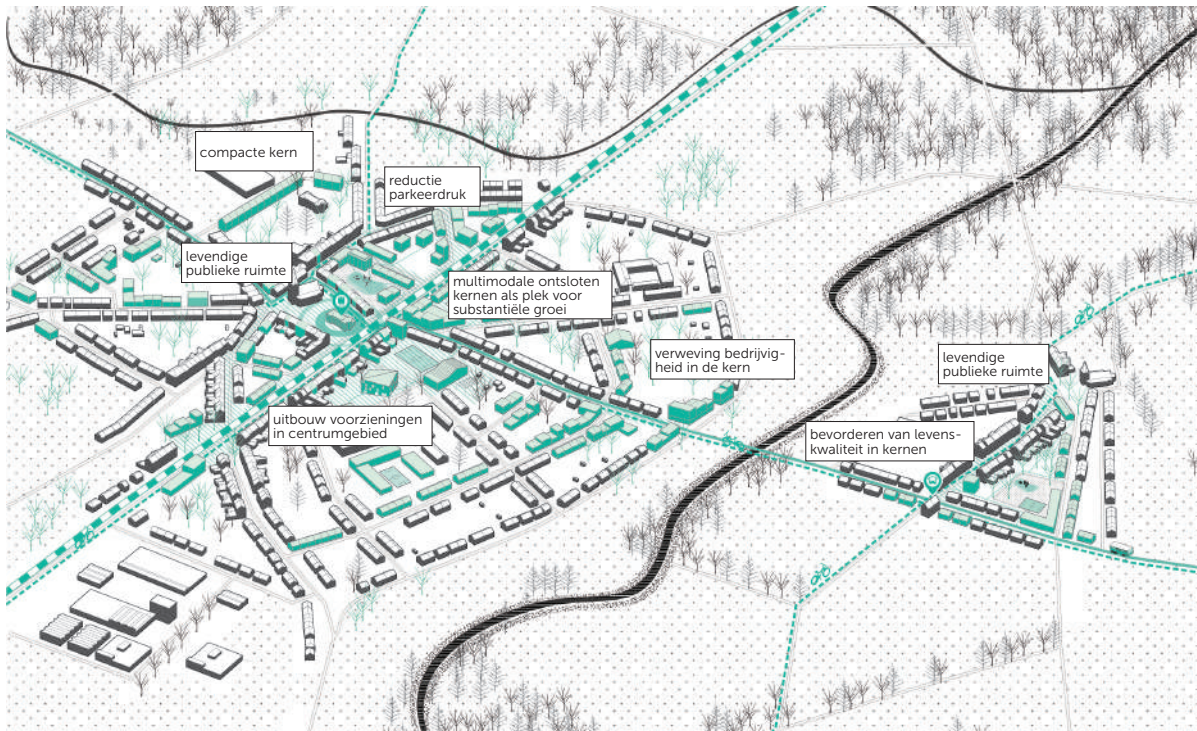 compacte kern
reductie
parkeerdruk
levendige
publieke ruimte
multimodale ontsloten
kernen als plek voor
substantiële groei
verweving bedrijvig-
heid in de kern
levendige
publieke ruimte
uitbouw voorzieningen
in centrumgebied
bevorderen van levens-
kwaliteit in kernen